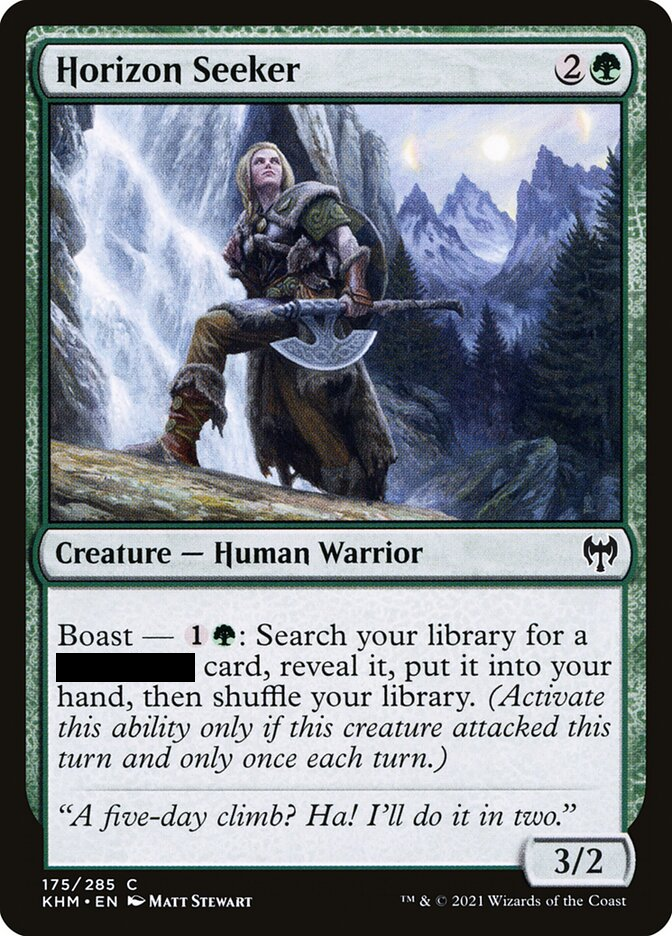 Horizon Seeker 2
Creature — Human Warrior
Boast — 1 : Search your library for a
card, reveal it, put it into your
hand, then shuffle your library. (Activate
this ability only if this creature attacked this
turn and only once each turn.)
“A five-day climb? Ha! I’ll do it in two.”
3/2
175/285 C
KHM • EN Matt Stewart
™ & © 2021 Wizards of the Coast